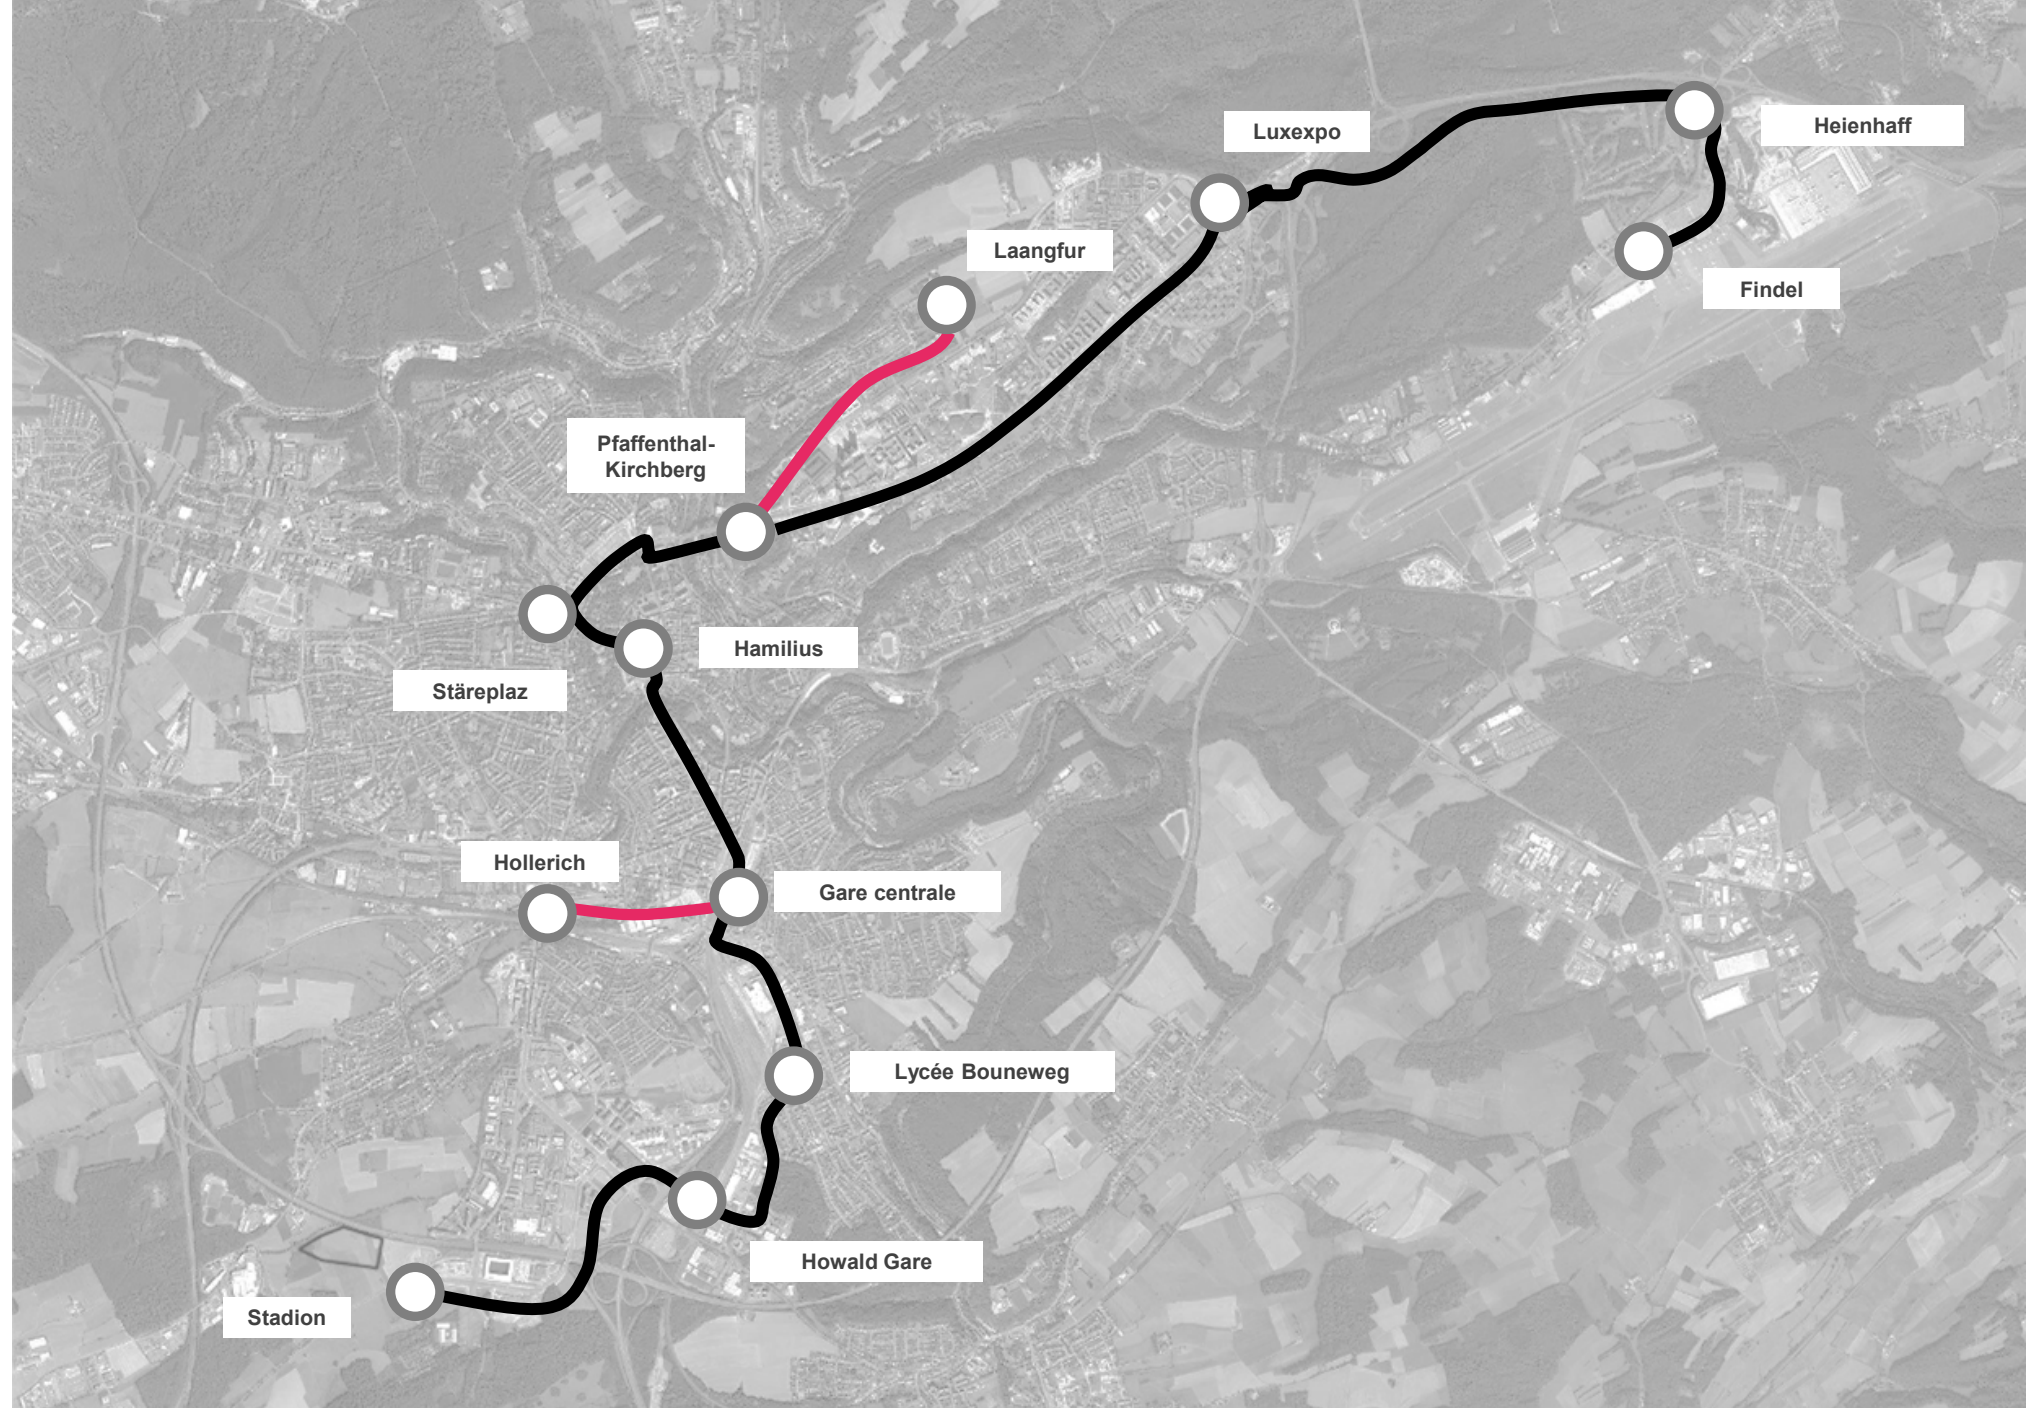 Heienhaff
Luxexpo
Laangfur
Findel
Pfaffenthal-
Kirchberg
Hamilius
Stäreplaz
Hollerich
Gare centrale
Lycée Bouneweg
Howald Gare
Stadion